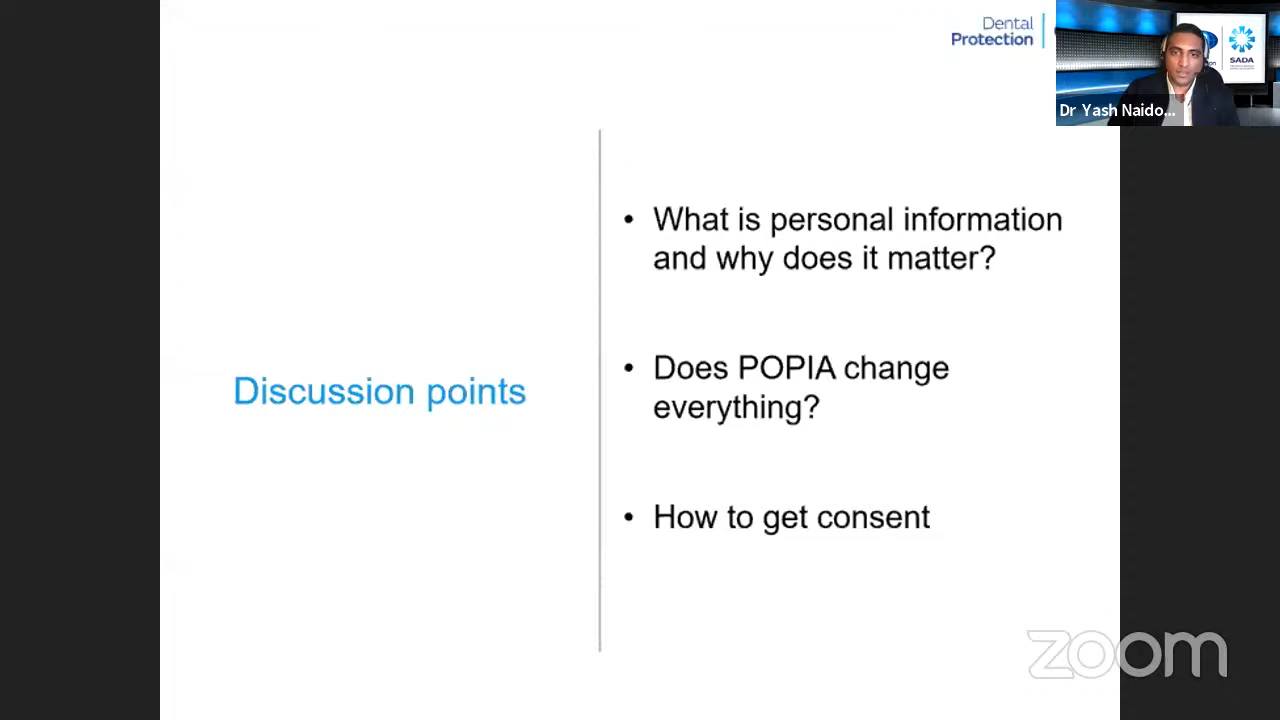 Dental
Protection
SADA
Dr Yash Naido...
• What is personal information
and why does it matter?
Discussion points
• Does POPIA change
everything?
• How to get consent
zoom